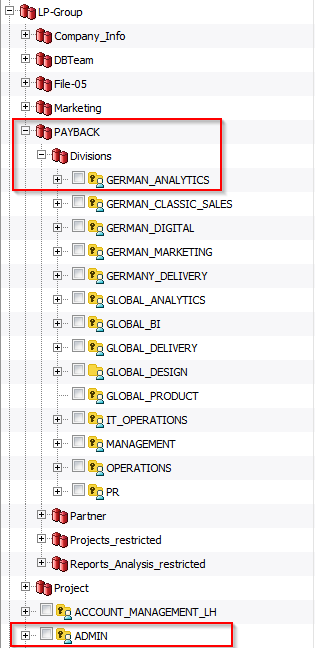 LP-Group
Company_Info
DBTeam
File-05
Marketing
PAYBACK
Divisions
GERMAN_ANALYTICS
GERMAN_CLASSIC_SALES
GERMAN_DIGITAL
GERMAN_MARKETING
GERMANY_DELIVERY
GLOBAL_ANALYTICS
GLOBAL_BI
GLOBAL_DELIVERY
GLOBAL_DESIGN
GLOBAL_PRODUCT
IT_OPERATIONS
MANAGEMENT
OPERATIONS
PR
Partner
Projects_restricted
Reports_Analysis_restricted
Project
ACCOUNT_MANAGEMENT_LH
ADMIN